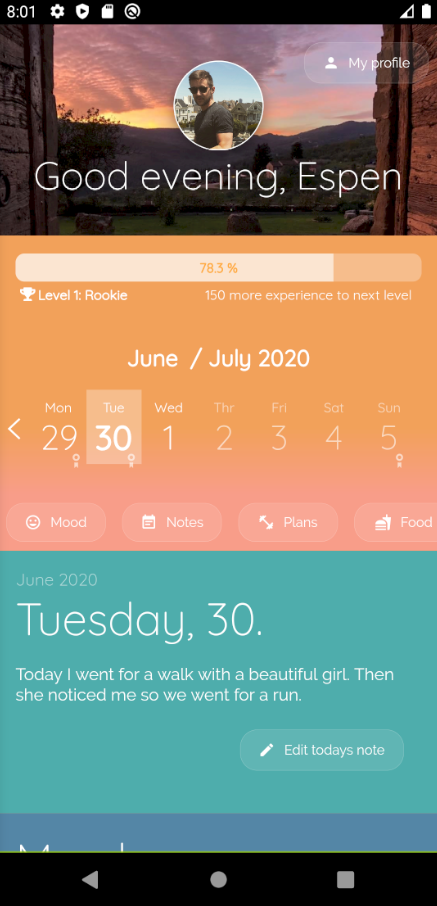 8:01
My profile
Good evening, Espen
78.3 %
Level 1: Rookie 150 more experience to next level
June / July 2020
Mon Tue Wed Thr Fri Sat Sun
29 30 1 2 3 4 5
Mood Notes Plans Food
June 2020
Tuesday, 30.
Today I went for a walk with a beautiful girl. Then
she noticed me so we went for a run.
Edit todays note